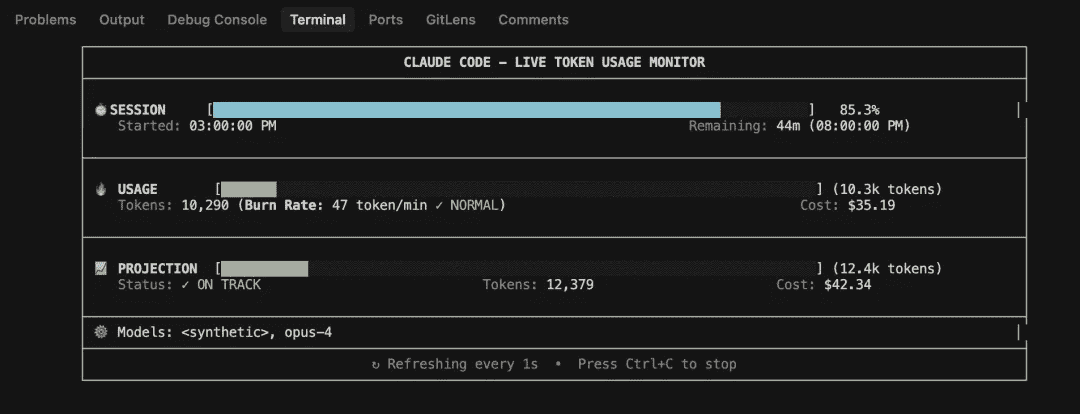 Problems Output Debug Console Terminal Ports GitLens Comments
CLAUDE CODE - LIVE TOKEN USAGE MONITOR
SESSION [ ] 85.3%
Started: 03:00:00 PM Remaining: 44m (08:00:00 PM)
USAGE [ ] (10.3k tokens)
Tokens: 10,290 (Burn Rate: 47 token/min ✓ NORMAL) Cost: $35.19
PROJECTION [ ] (12.4k tokens)
Status: ✓ ON TRACK Tokens: 12,379 Cost: $42.34
Models: <synthetic>, opus-4
↻ Refreshing every 1s • Press Ctrl+C to stop